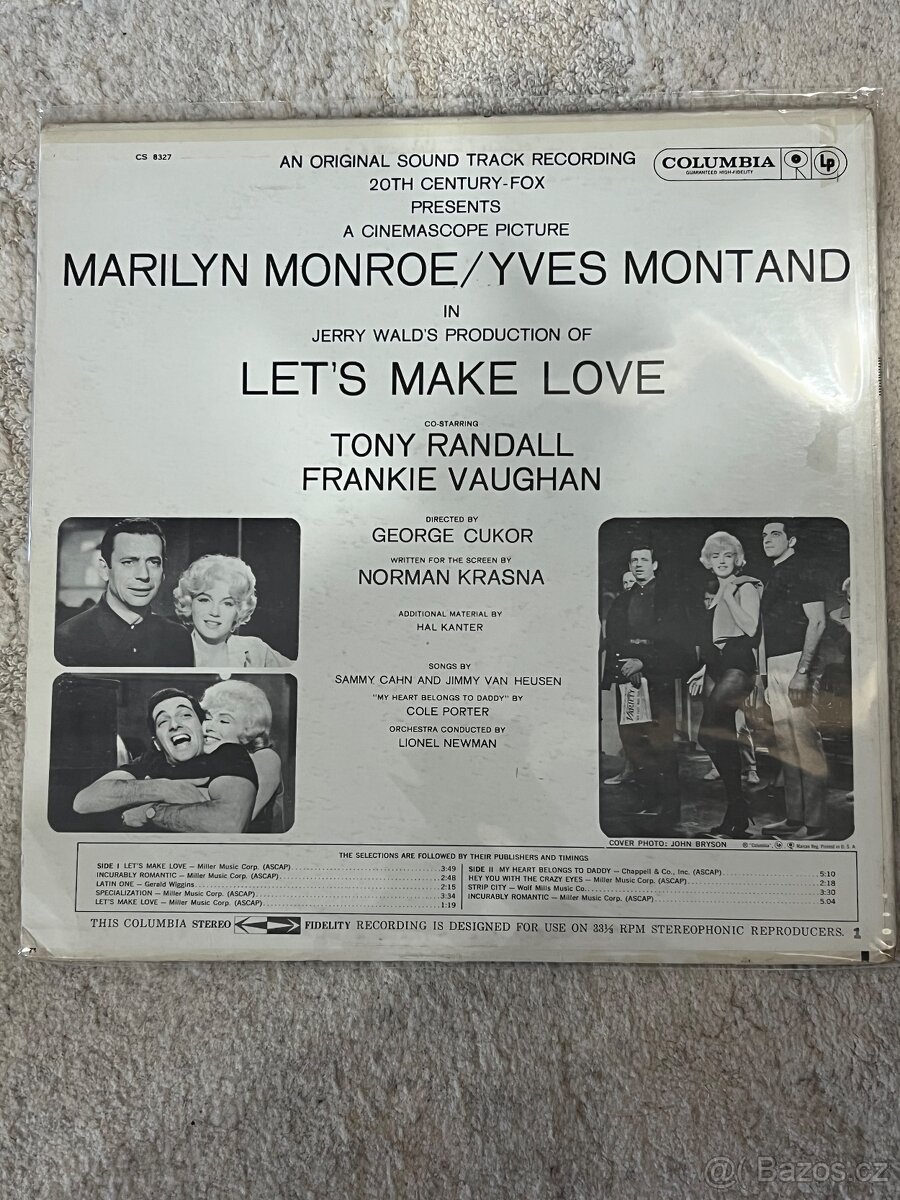 CS 8327
AN ORIGINAL SOUND TRACK RECORDING
COLUMBIA
GUARANTEED HIGH-FIDELITY
Lp
20TH CENTURY-FOX
PRESENTS
A CINEMASCOPE PICTURE
MARILYN MONROE/YVES MONTAND
IN
JERRY WALD'S PRODUCTION OF
LET'S MAKE LOVE
CO-STARRING
TONY RANDALL
FRANKIE VAUGHAN
DIRECTED BY
GEORGE CUKOR
WRITTEN FOR THE SCREEN BY
NORMAN KRASNA
ADDITIONAL MATERIAL BY
HAL KANTER
SONGS BY
SAMMY CAHN AND JIMMY VAN HEUSEN
"MY HEART BELONGS TO DADDY" BY
COLE PORTER
ORCHESTRA CONDUCTED BY
LIONEL NEWMAN
VARIETY
COVER PHOTO: JOHN BRYSON
® "Columbia", Marcas Reg. Printed in U. S. A
THE SELECTIONS ARE FOLLOWED BY THEIR PUBLISHERS AND TIMINGS
SIDE I LET'S MAKE LOVE — Miller Music Corp. (ASCAP) 3:49
INCURABLY ROMANTIC — Miller Music Corp. (ASCAP) 2:48
LATIN ONE — Gerald Wiggins 2:15
SPECIALIZATION — Miller Music Corp. (ASCAP) 3:34
LET'S MAKE LOVE — Miller Music Corp. (ASCAP) 1:19
SIDE II MY HEART BELONGS TO DADDY — Chappell & Co., Inc. (ASCAP) 5:10
HEY YOU WITH THE CRAZY EYES — Miller Music Corp. (ASCAP) 2:18
STRIP CITY — Wolf Mills Music Co. 3:30
INCURABLY ROMANTIC — Miller Music Corp. (ASCAP) 5:04
THIS COLUMBIA STEREO FIDELITY RECORDING IS DESIGNED FOR USE ON 33⅓ RPM STEREOPHONIC REPRODUCERS. 1
@( Bazos.cz